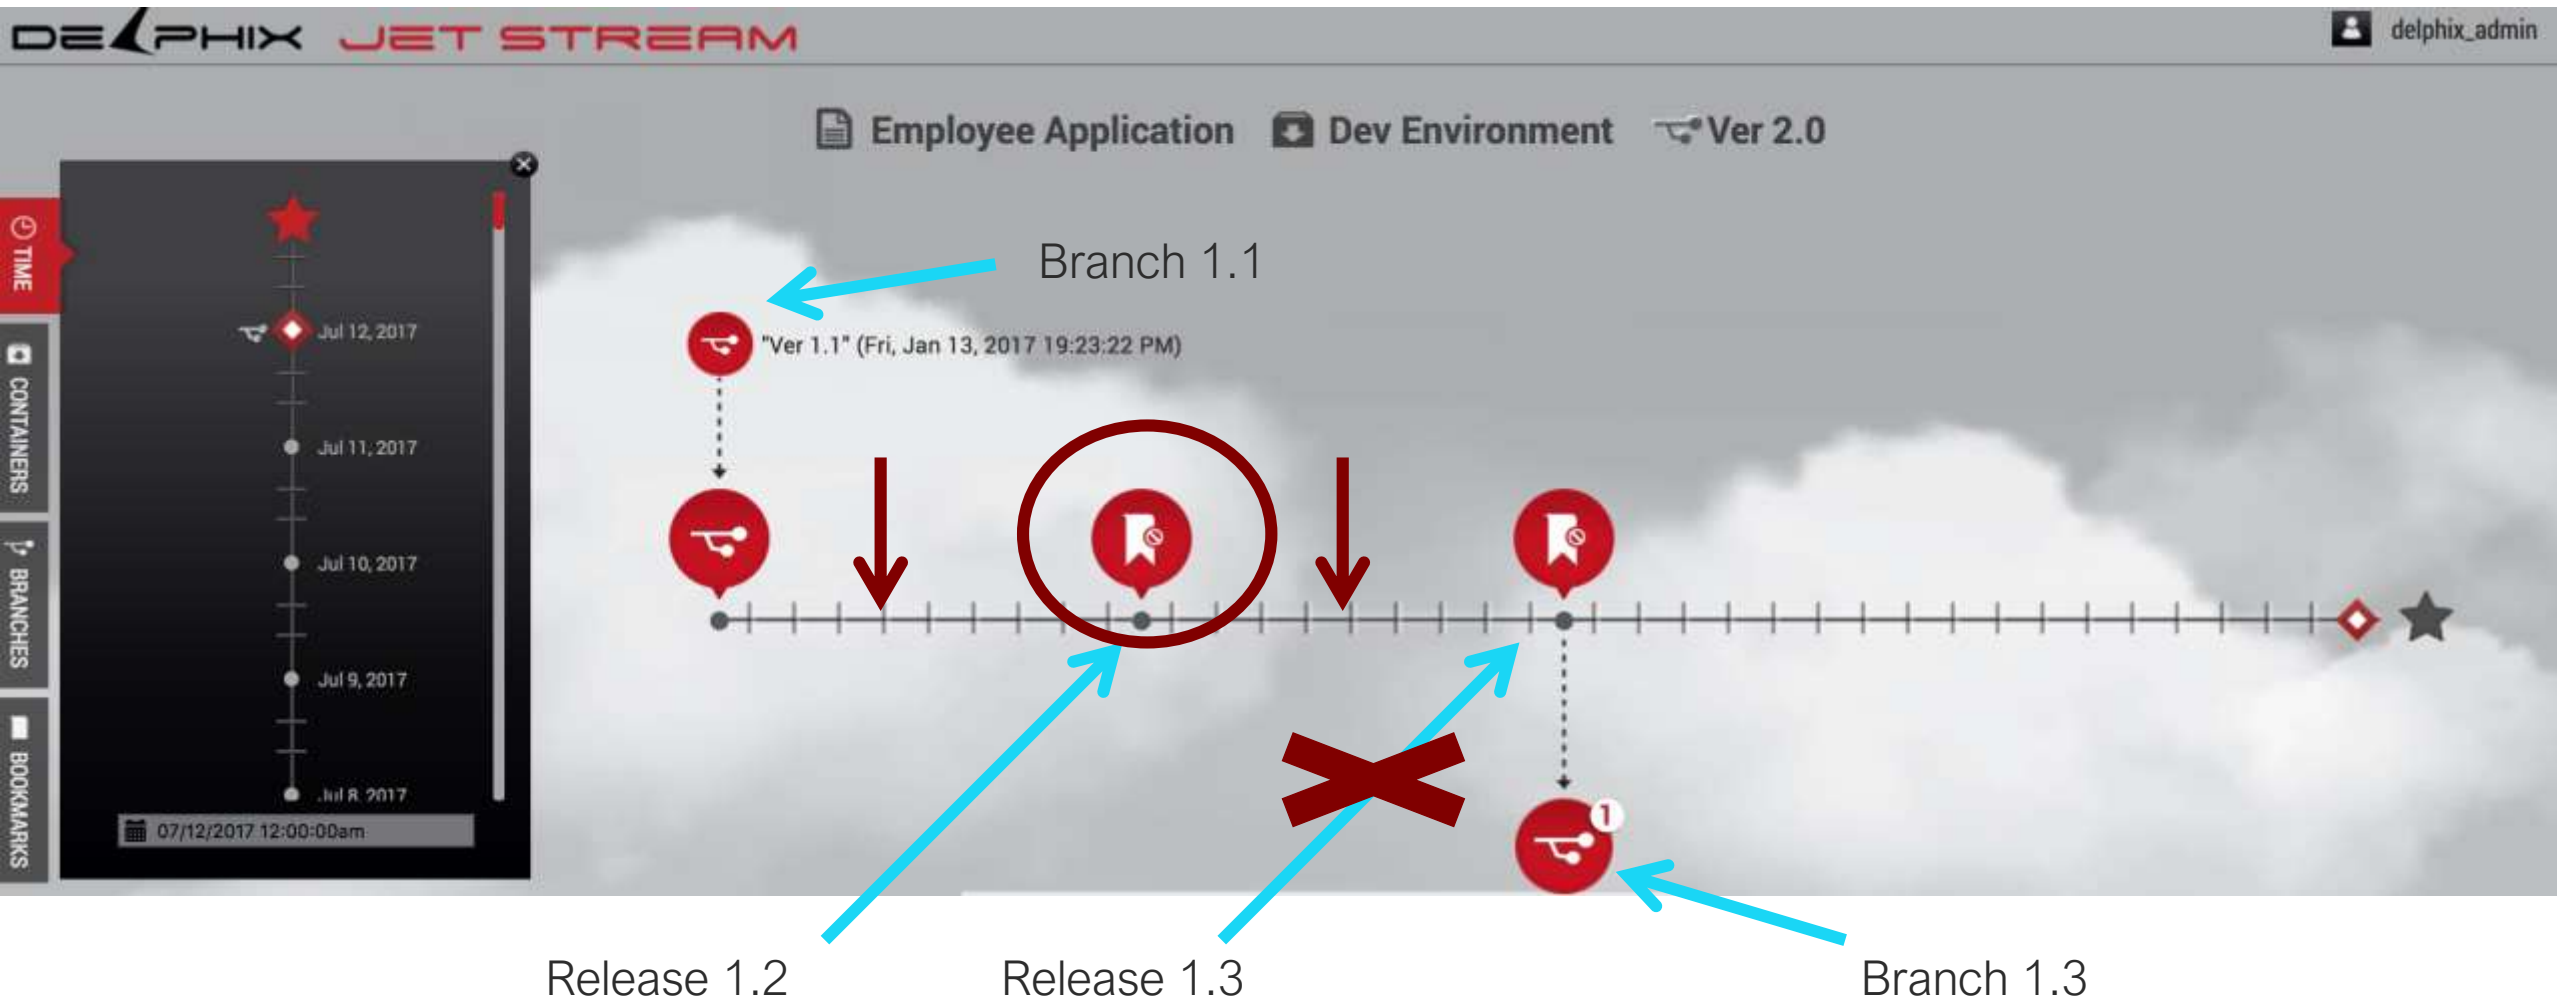 DELPHIX JET STREAM
delphix_admin
Employee Application Dev Environment Ver 2.0
TIME
CONTAINERS
BRANCHES
BOOKMARKS
Jul 12, 2017
Jul 11, 2017
Jul 10, 2017
Jul 9, 2017
Jul 8, 2017
07/12/2017 12:00:00am
Branch 1.1
"Ver 1.1" (Fri, Jan 13, 2017 19:23:22 PM)
1
Release 1.2
Release 1.3
Branch 1.3